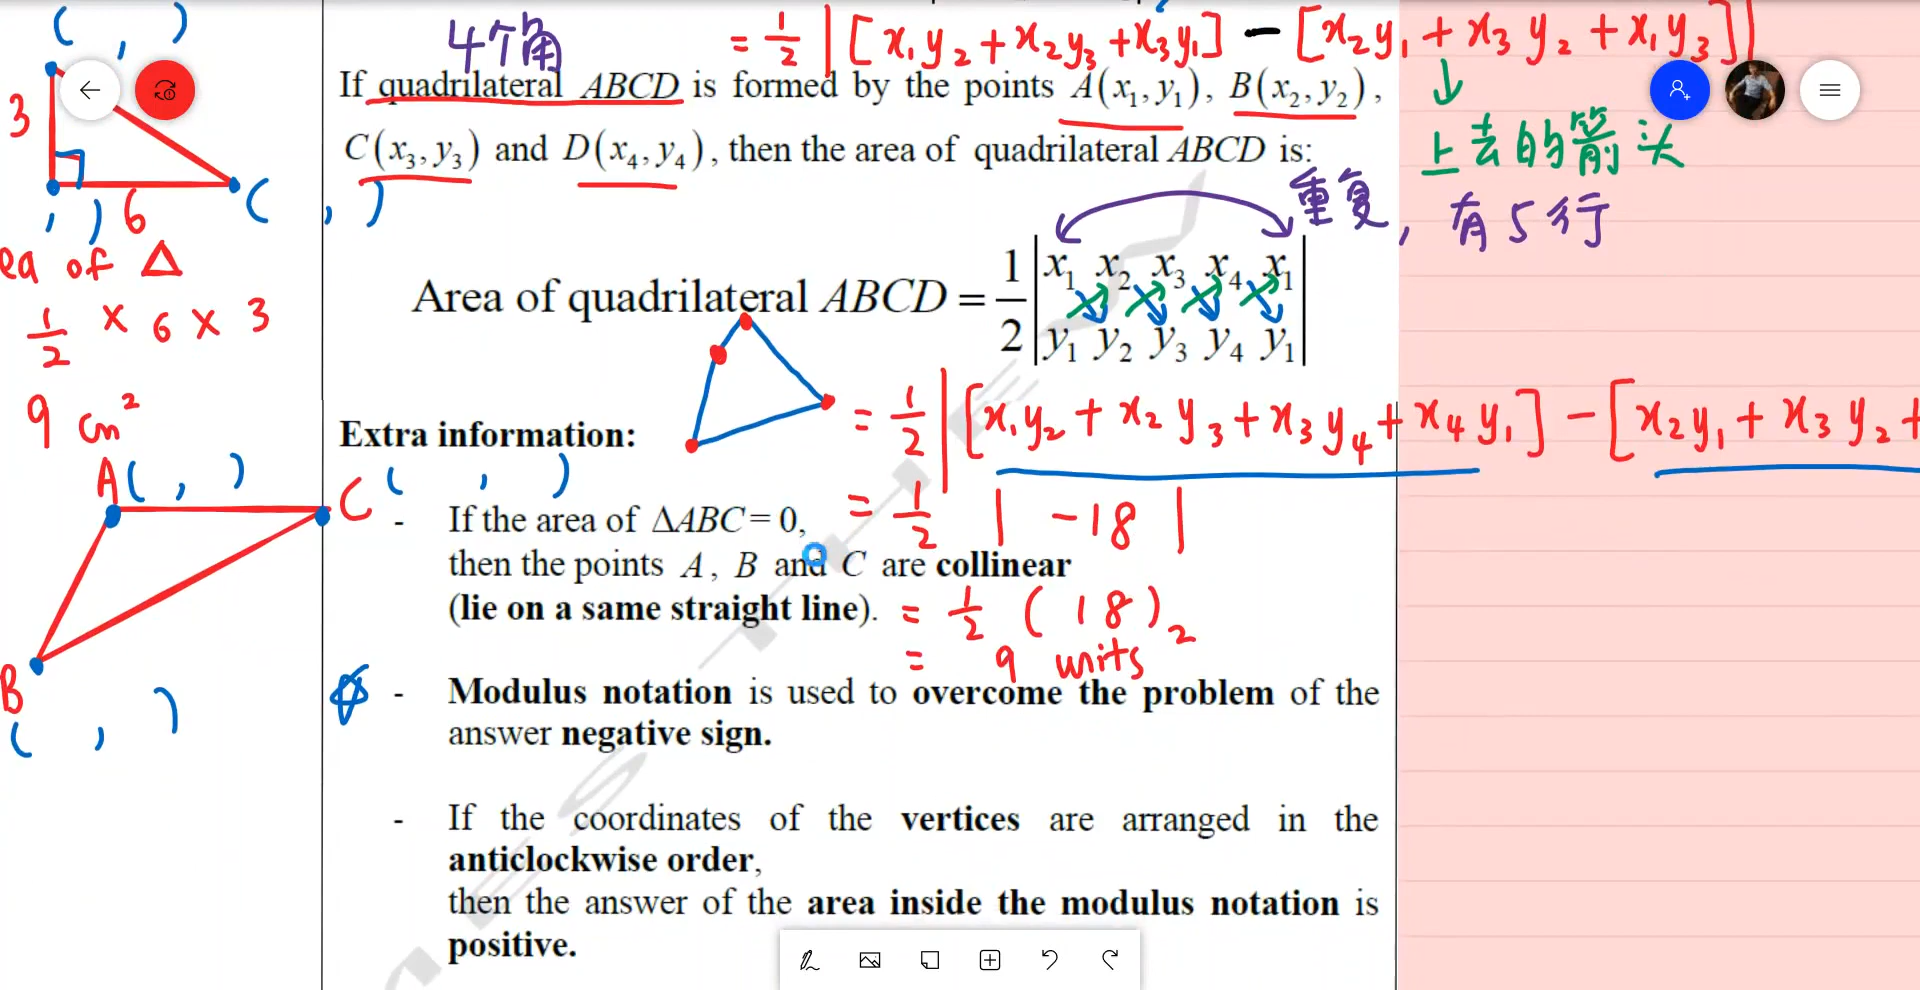 ( , )
4个角
= 1/2 | [x₁y₂ + x₂y₃ + x₃y₁] - [x₂y₁ + x₃y₂ + x₁y₃] |
If quadrilateral ABCD is formed by the points A(x₁, y₁), B(x₂, y₂),
C(x₃, y₃) and D(x₄, y₄), then the area of quadrilateral ABCD is:
上去的箭头
重复, 有5行
3
6
( , )
, )
ea of △
1/2 × 6 × 3
9 cm²
Area of quadrilateral ABCD = 1/2 | x₁ x₂ x₃ x₄ x₁
y₁ y₂ y₃ y₄ y₁ |
= 1/2 | [x₁y₂ + x₂y₃ + x₃y₄ + x₄y₁] - [x₂y₁ + x₃y₂ +
Extra information:
A( , )
C ( , )
B
( , )
= 1/2 | -18 |
- If the area of ΔABC = 0,
then the points A, B and C are collinear
(lie on a same straight line).
= 1/2 (18)
= 9 units²
- Modulus notation is used to overcome the problem of the
answer negative sign.
- If the coordinates of the vertices are arranged in the
anticlockwise order,
then the answer of the area inside the modulus notation is
positive.